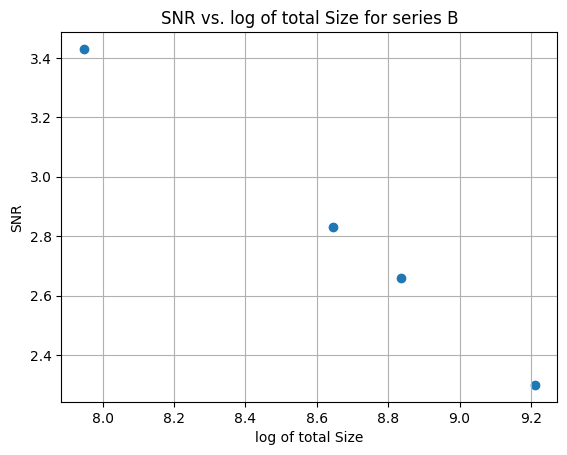 SNR vs. log of total Size for series B
3.4
3.2
3.0
2.8
2.6
2.4
SNR
8.0 8.2 8.4 8.6 8.8 9.0 9.2
log of total Size